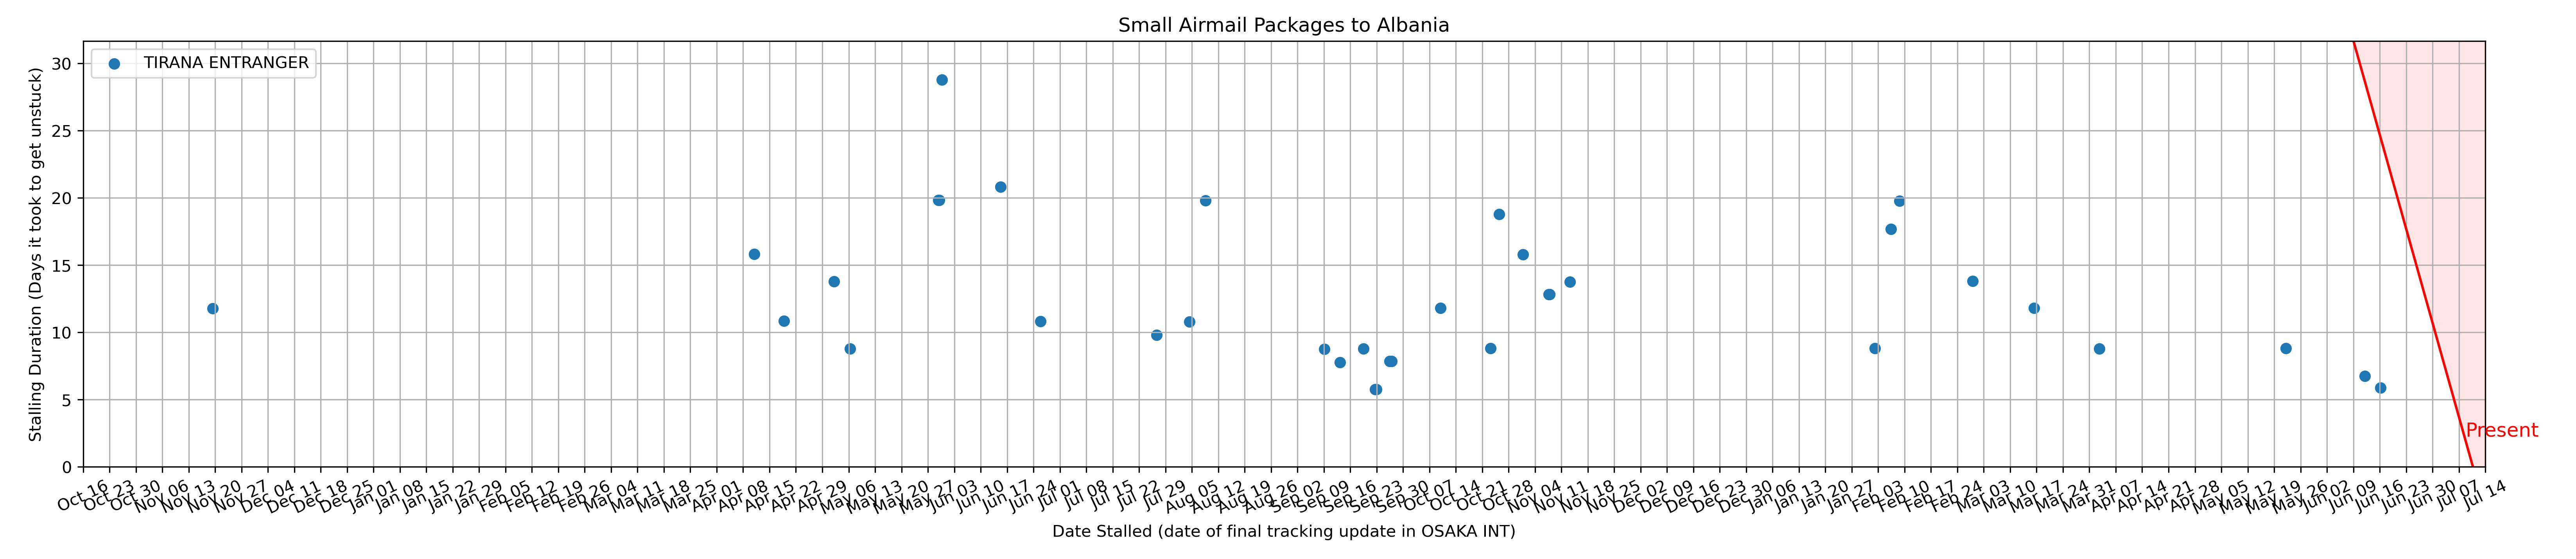 Small Airmail Packages to Albania
TIRANA ENTRANGER
Stalling Duration (Days it took to get unstuck)
30
25
20
15
10
5
0
Present
Oct 16 Oct 23 Oct 30 Nov 06 Nov 13 Nov 20 Nov 27 Dec 04 Dec 11 Dec 18 Dec 25 Jan 01 Jan 08 Jan 15 Jan 22 Jan 29 Feb 05 Feb 12 Feb 19 Feb 26 Mar 04 Mar 11 Mar 18 Mar 25 Apr 01 Apr 08 Apr 15 Apr 22 Apr 29 May 06 May 13 May 20 May 27 Jun 03 Jun 10 Jun 17 Jun 24 Jul 01 Jul 08 Jul 15 Jul 22 Jul 29 Aug 05 Aug 12 Aug 19 Aug 26 Sep 02 Sep 09 Sep 16 Sep 23 Sep 30 Oct 07 Oct 14 Oct 21 Oct 28 Nov 04 Nov 11 Nov 18 Nov 25 Dec 02 Dec 09 Dec 16 Dec 23 Dec 30 Jan 06 Jan 13 Jan 20 Jan 27 Feb 03 Feb 10 Feb 17 Feb 24 Mar 03 Mar 10 Mar 17 Mar 24 Mar 31 Apr 07 Apr 14 Apr 21 Apr 28 May 05 May 12 May 19 May 26 Jun 02 Jun 09 Jun 16 Jun 23 Jun 30 Jul 07 Jul 14
Date Stalled (date of final tracking update in OSAKA INT)